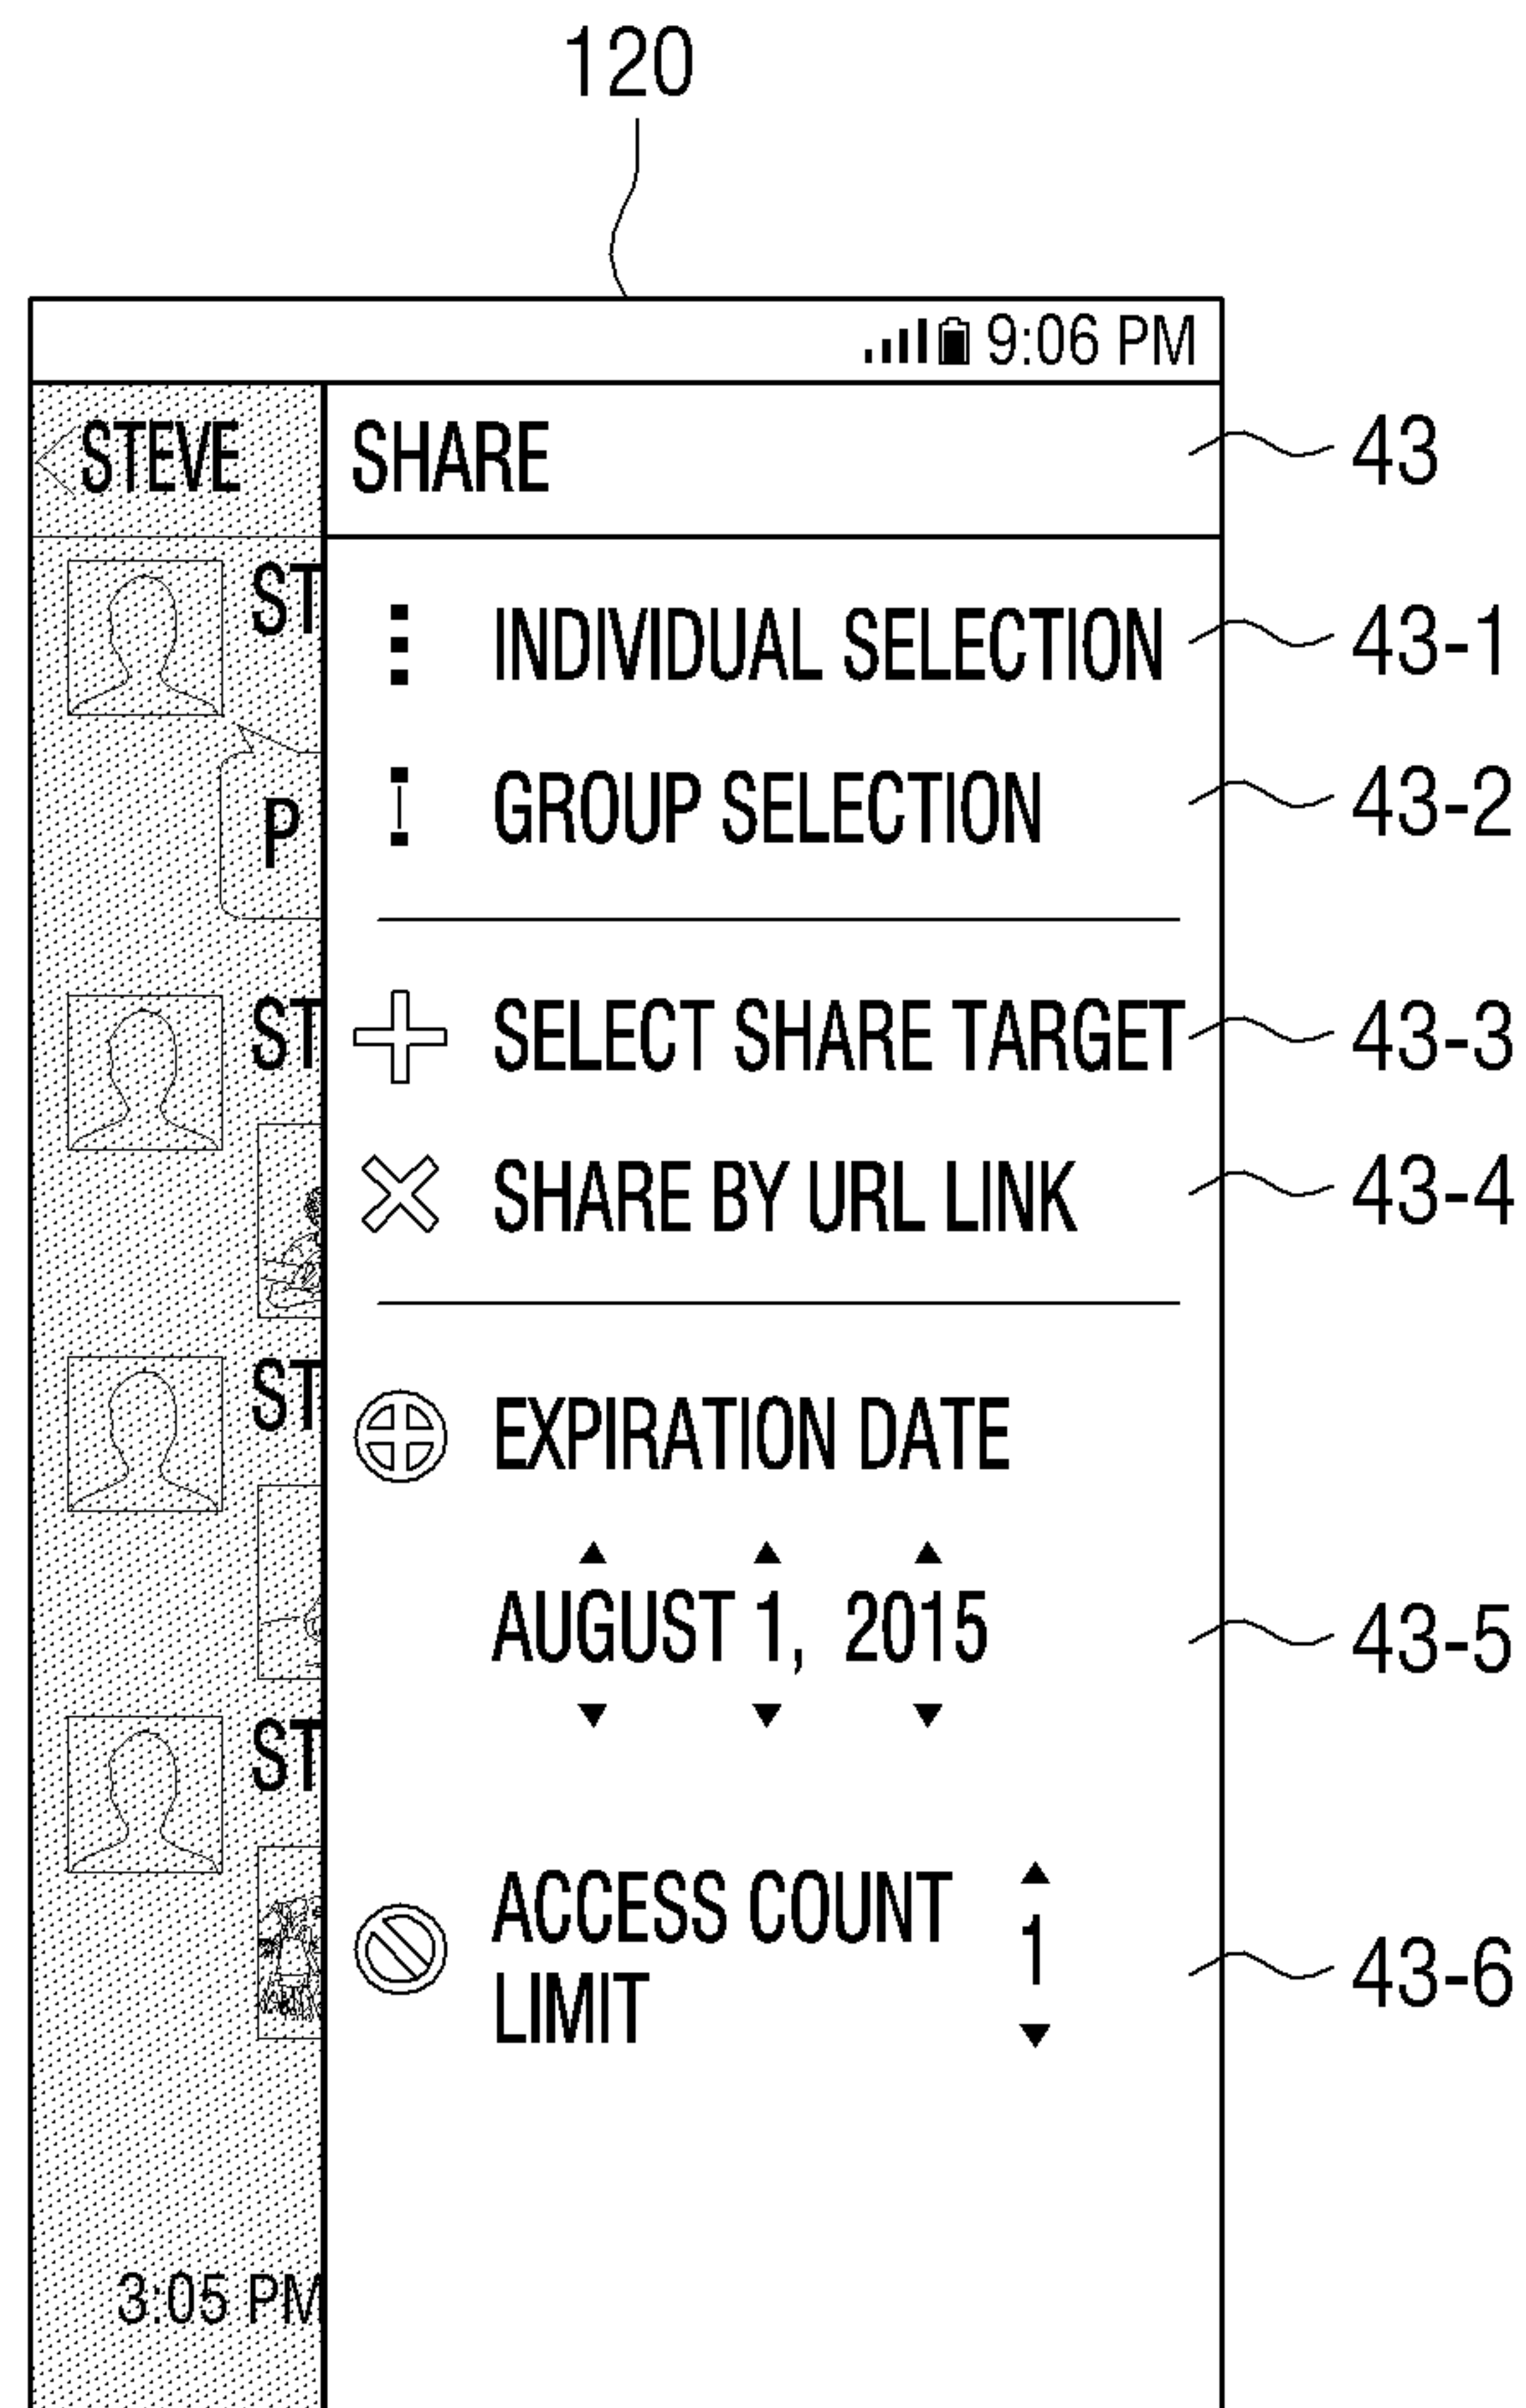 120
9:06 PM
STEVE
SHARE
43
ST
INDIVIDUAL SELECTION
43-1
P
GROUP SELECTION
43-2
ST
SELECT SHARE TARGET
43-3
SHARE BY URL LINK
43-4
ST
EXPIRATION DATE
AUGUST 1, 2015
43-5
ST
ACCESS COUNT
LIMIT
1
43-6
3:05 PM